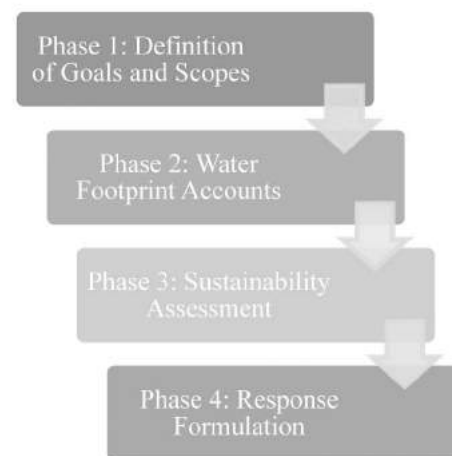 Phase 1: Definition
of Goals and Scopes
Phase 2: Water
Footprint Accounts
Phase 3: Sustainability
Assessment
Phase 4: Response
Formulation